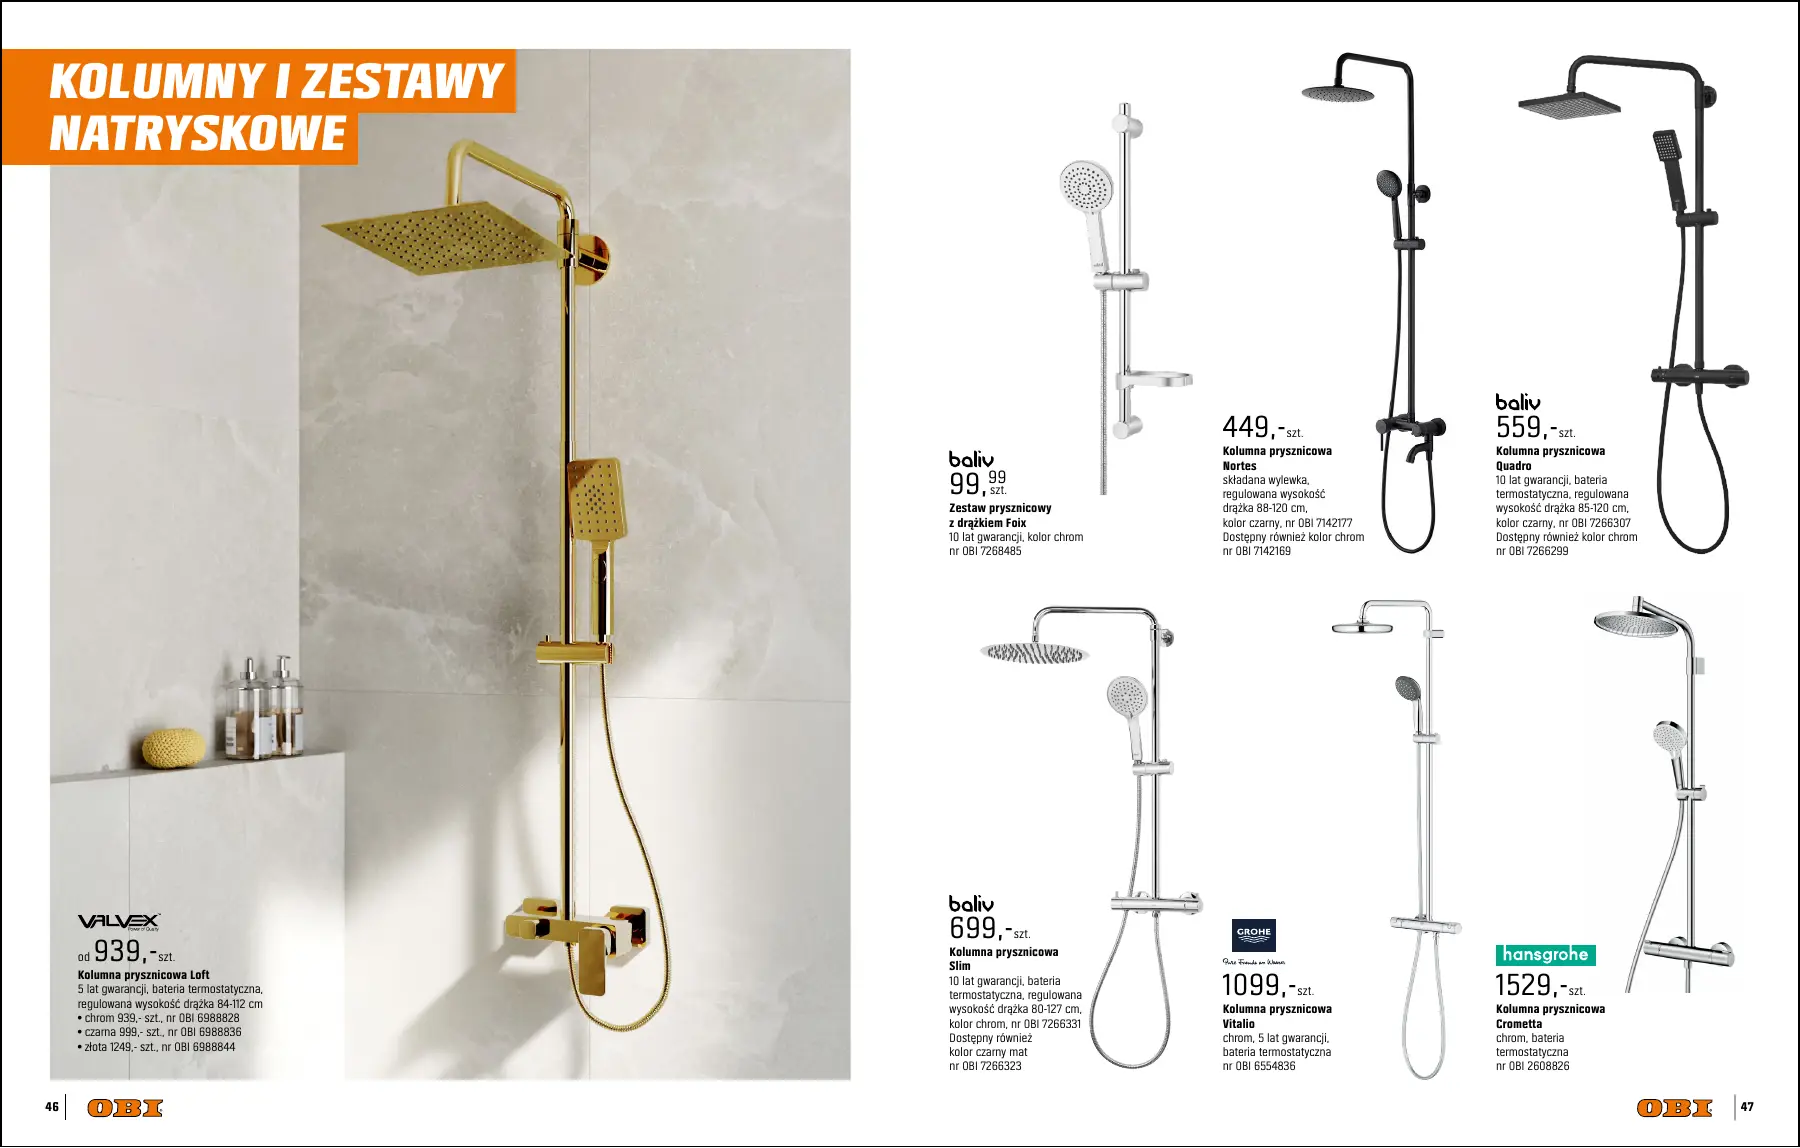 KOLUMNY I ZESTAWY
NATRYSKOWE
VALVEX
Power of Quality
od 939,-szt.
Kolumna prysznicowa Loft
5 lat gwarancji, bateria termostatyczna,
regulowana wysokość drążka 84-112 cm
• chrom 939,- szt., nr OBI 6988828
• czarna 999,- szt., nr OBI 6988836
• złota 1249,- szt., nr OBI 6988844
46
OBI
baliv
99,99 szt.
Zestaw prysznicowy
z drążkiem Foix
10 lat gwarancji, kolor chrom
nr OBI 7268485
449,-szt.
Kolumna prysznicowa
Nortes
składana wylewka,
regulowana wysokość
drążka 88-120 cm,
kolor czarny, nr OBI 7142177
Dostępny również kolor chrom
nr OBI 7142169
baliv
559,-szt.
Kolumna prysznicowa
Quadro
10 lat gwarancji, bateria
termostatyczna, regulowana
wysokość drążka 85-120 cm,
kolor czarny, nr OBI 7266307
Dostępny również kolor chrom
nr OBI 7266299
baliv
699,-szt.
Kolumna prysznicowa
Slim
10 lat gwarancji, bateria
termostatyczna, regulowana
wysokość drążka 80-127 cm,
kolor chrom, nr OBI 7266331
Dostępny również
kolor czarny mat
nr OBI 7266323
GROHE
Pure Freude an Wasser
1099,-szt.
Kolumna prysznicowa
Vitalio
chrom, 5 lat gwarancji,
bateria termostatyczna
nr OBI 6554836
hansgrohe
1529,-szt.
Kolumna prysznicowa
Crometta
chrom, bateria
termostatyczna
nr OBI 2608826
OBI
47